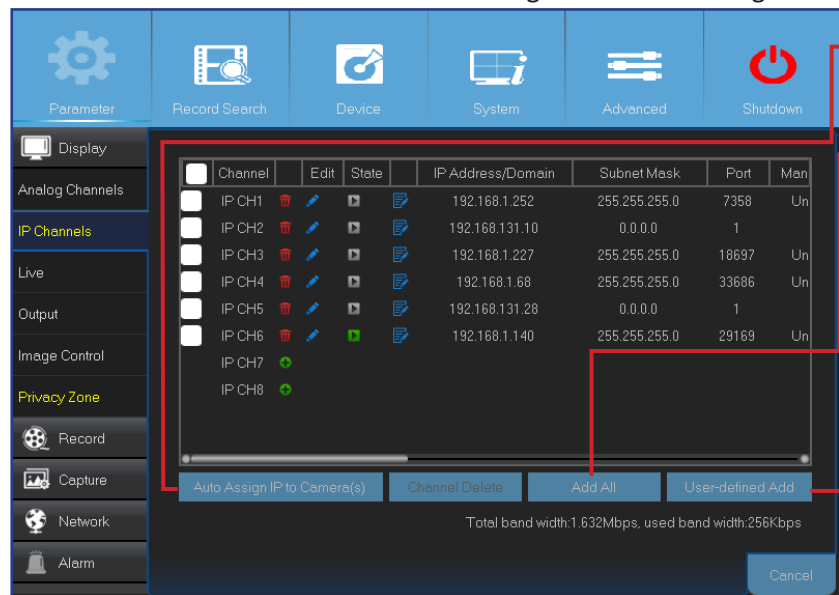 Parameter
Record Search
Device
System
Advanced
Shutdown
Display
Analog Channels
IP Channels
Live
Output
Image Control
Privacy Zone
Record
Capture
Network
Alarm
Channel Edit State IP Address/Domain Subnet Mask Port Man
IP CH1 192.168.1.252 255.255.255.0 7358 Un
IP CH2 192.168.131.10 0.0.0.0 1
IP CH3 192.168.1.227 255.255.255.0 18697 Un
IP CH4 192.168.1.68 255.255.255.0 33686 Un
IP CH5 192.168.131.28 0.0.0.0 1
IP CH6 192.168.1.140 255.255.255.0 29169 Un
IP CH7
IP CH8
Auto Assign IP to Camera(s) Channel Delete Add All User-defined Add
Total band width:1.632Mbps, used band width:256Kbps
Cancel